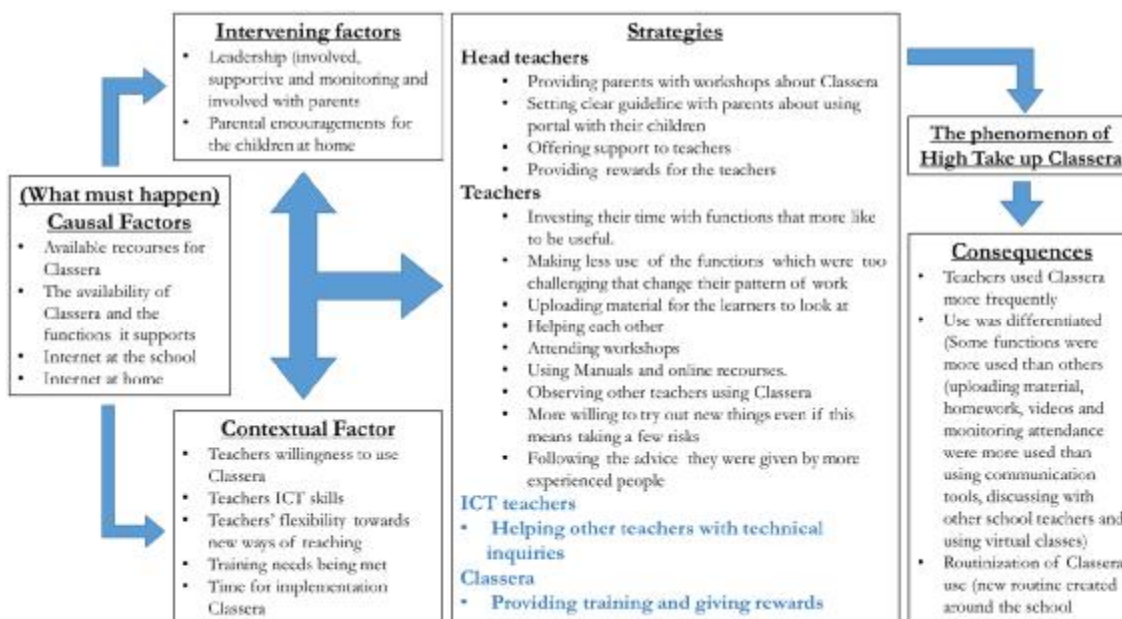 Intervening factors
• Leadership (involved,
supportive and monitoring and
involved with parents
• Parental encouragements for
the children at home
(What must happen)
Causal Factors
• Available recourses for
Classera
• The availability of
Classera and the
functions it supports
• Internet at the school
• Internet at home
Contextual Factor
• Teachers willingness to use
Classera
• Teachers ICT skills
• Teachers' flexibility towards
new ways of teaching
• Training needs being met
• Time for implementation
Classera
Strategies
Head teachers
• Providing parents with workshops about Classera
• Setting clear guideline with parents about using
portal with their children
• Offering support to teachers
• Providing rewards for the teachers
Teachers
• Investing their time with functions that more like
to be useful.
• Making less use of the functions which were too
challenging that change their pattern of work
• Uploading material for the learners to look at
• Helping each other
• Attending workshops
• Using Manuals and online recourses.
• Observing other teachers using Classera
• More willing to try out new things even if this
means taking a few risks
• Following the advice they were given by more
experienced people
ICT teachers
• Helping other teachers with technical
inquiries
Classera
• Providing training and giving rewards
The phenomenon of
High Take up Classera
Consequences
• Teachers used Classera
more frequently
• Use was differentiated
(Some functions were
more used than others
(uploading material,
homework, videos and
monitoring attendance
were more used than
using communication
tools, discussing with
other school teachers and
using virtual classes)
• Routinization of Classera
use (new routine created
around the school